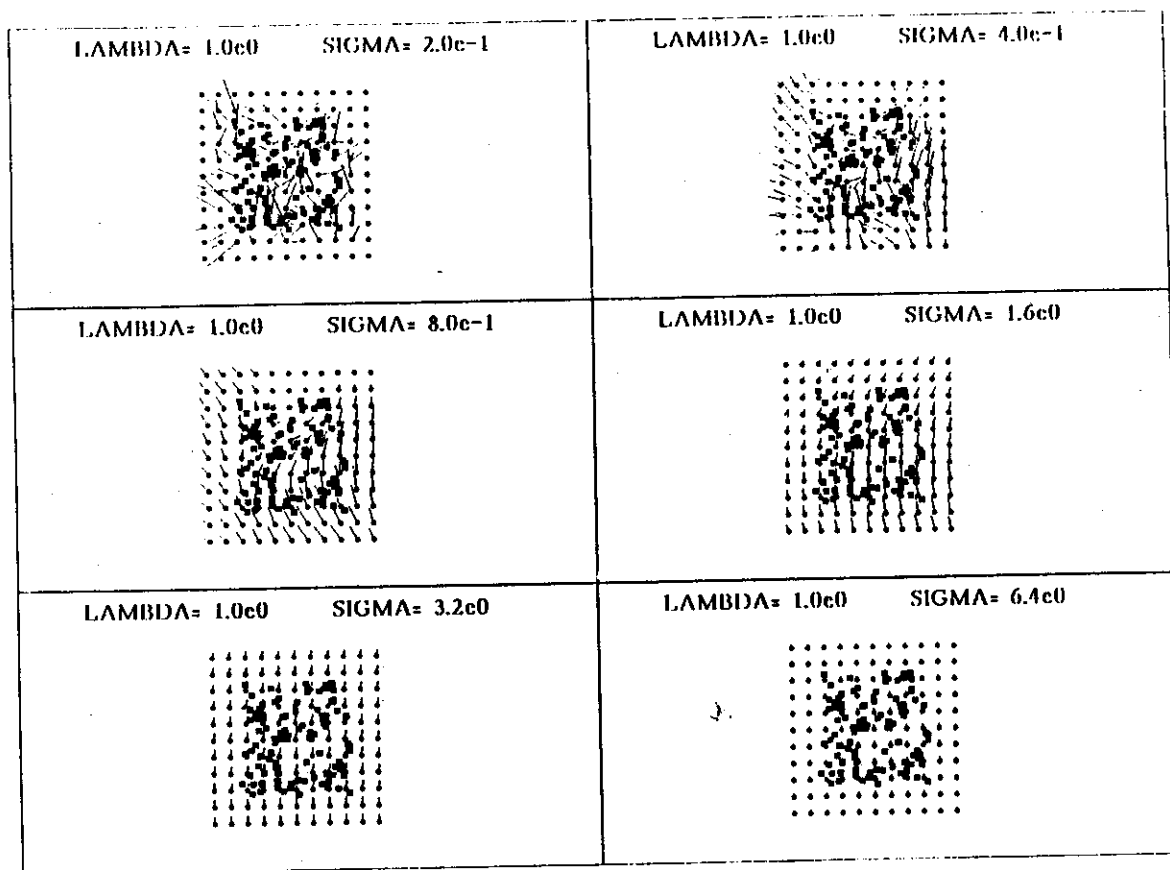 LAMBDA= 1.0e0 SIGMA= 2.0e-1
LAMBDA= 1.0e0 SIGMA= 4.0e-1
LAMBDA= 1.0e0 SIGMA= 8.0e-1
LAMBDA= 1.0e0 SIGMA= 1.6e0
LAMBDA= 1.0e0 SIGMA= 3.2e0
LAMBDA= 1.0e0 SIGMA= 6.4e0